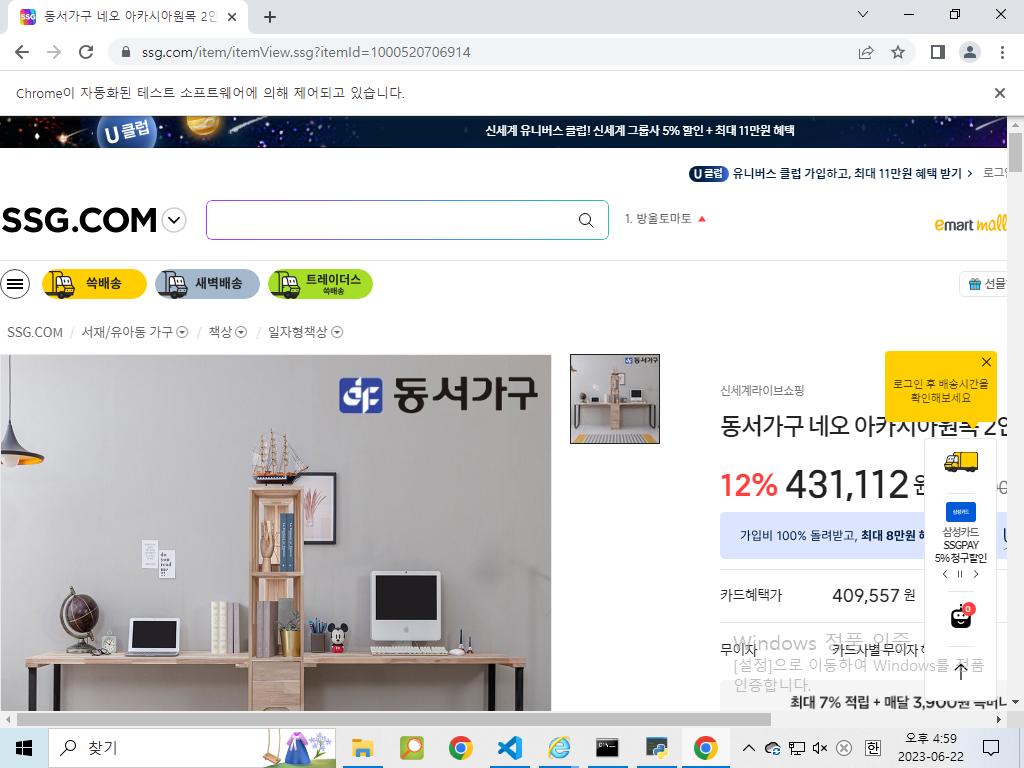 동서가구 네오 아카시아원목 2인
ssg.com/item/itemView.ssg?itemId=1000520706914
Chrome이 자동화된 테스트 소프트웨어에 의해 제어되고 있습니다.
U 클럽
신세계 유니버스 클럽! 신세계 그룹사 5% 할인 + 최대 11만원 혜택
U 클럽 유니버스 클럽 가입하고, 최대 11만원 혜택 받기 >
SSG.COM
1. 방울토마토
emart mall
쓱배송
새벽배송
트레이더스
쓱배송
선물
SSG.COM / 서재/유아동 가구 / 책상 / 일자형책상
동서가구
동서가구
로그인 후 배송시간을
확인해보세요
신세계라이브쇼핑
동서가구 네오 아카시아원목 2인
12% 431,112 원
가입비 100% 돌려받고, 최대 8만원
삼성카드
삼성카드
SSGPAY
5% 청구할인
카드혜택가 409,557 원
0
무이자 카드사별 무이자
Windows 정품 인증
[설정]으로 이동하여 Windows를 정품
인증합니다.
최대 7% 적립 + 매달 3,900원
찾기
오후 4:59
2023-06-22
한